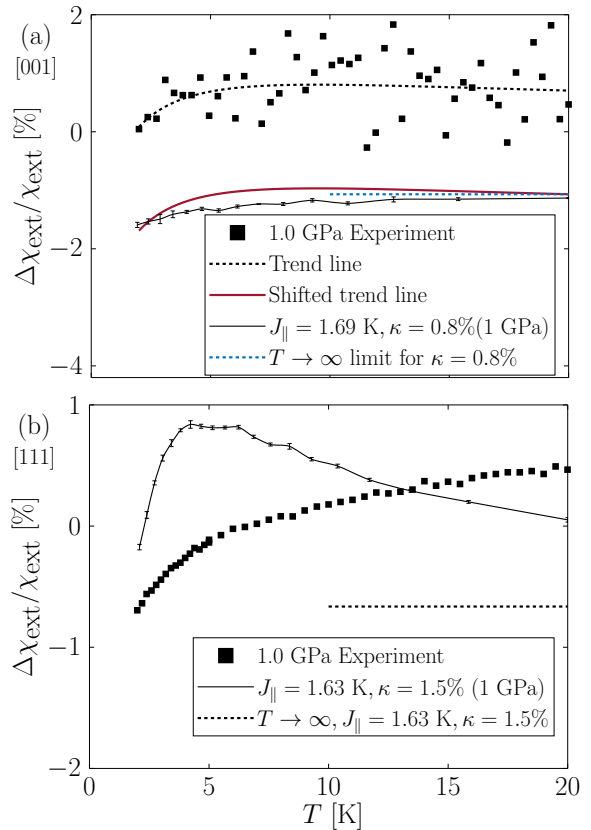 (a)
[001]
Δχext/χext [%]
2
0
−2
−4
1.0 GPa Experiment
Trend line
Shifted trend line
J∥ = 1.69 K, κ = 0.8%(1 GPa)
T → ∞ limit for κ = 0.8%
(b)
[111]
Δχext/χext [%]
1
0
−1
−2
1.0 GPa Experiment
J∥ = 1.63 K, κ = 1.5% (1 GPa)
T → ∞, J∥ = 1.63 K, κ = 1.5%
0 5 10 15 20
T [K]